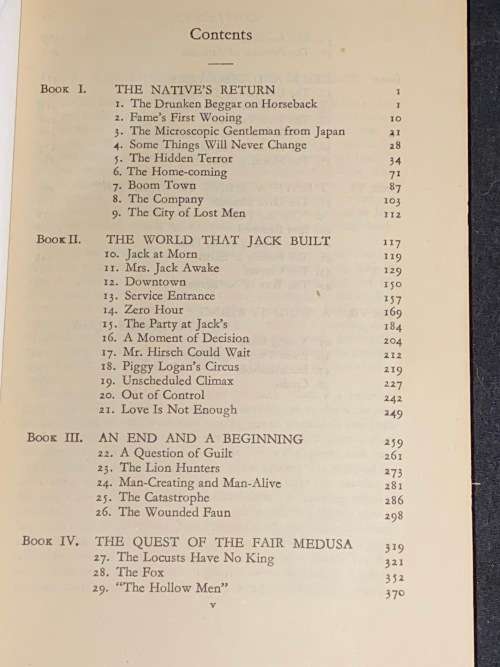 Contents
BOOK I. THE NATIVE'S RETURN 1
1. The Drunken Beggar on Horseback 1
2. Fame's First Wooing 10
3. The Microscopic Gentleman from Japan 21
4. Some Things Will Never Change 28
5. The Hidden Terror 34
6. The Home-coming 71
7. Boom Town 87
8. The Company 103
9. The City of Lost Men 112
BOOK II. THE WORLD THAT JACK BUILT 117
10. Jack at Morn 119
11. Mrs. Jack Awake 129
12. Downtown 150
13. Service Entrance 157
14. Zero Hour 169
15. The Party at Jack's 184
16. A Moment of Decision 204
17. Mr. Hirsch Could Wait 212
18. Piggy Logan's Circus 219
19. Unscheduled Climax 227
20. Out of Control 242
21. Love Is Not Enough 249
BOOK III. AN END AND A BEGINNING 259
22. A Question of Guilt 261
23. The Lion Hunters 273
24. Man-Creating and Man-Alive 281
25. The Catastrophe 286
26. The Wounded Faun 298
BOOK IV. THE QUEST OF THE FAIR MEDUSA 319
27. The Locusts Have No King 321
28. The Fox 352
29. "The Hollow Men" 370
v